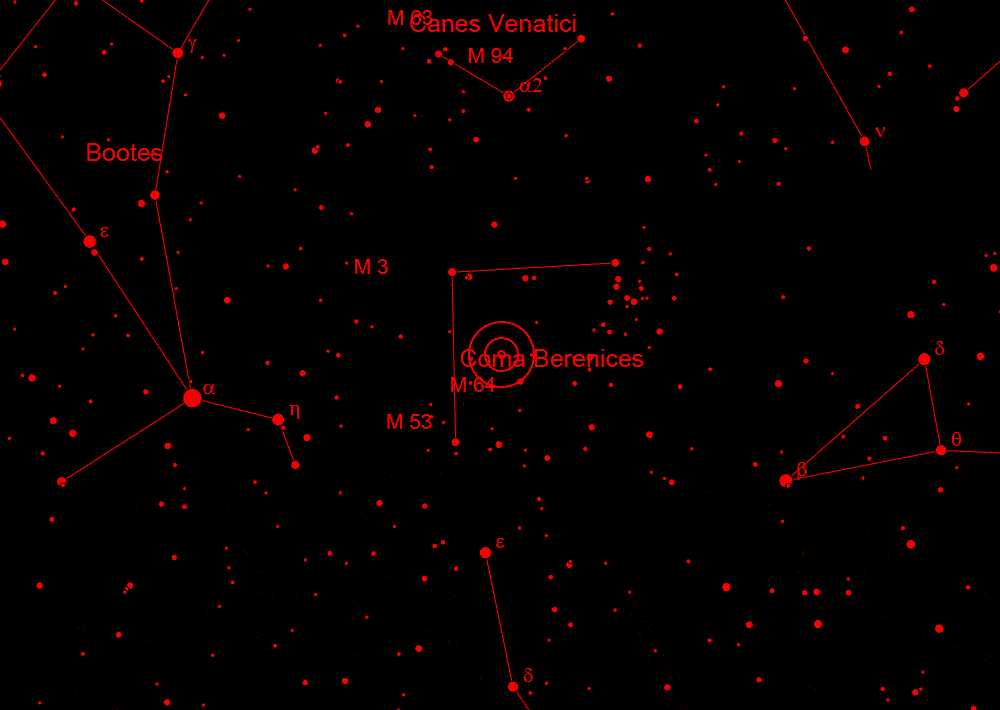 M 63
Canes Venatici
γ
M 94
α2
ν
Bootes
ε
M 3
δ
Coma Berenices
α
M 64
η
M 53
θ
β
ε
δ